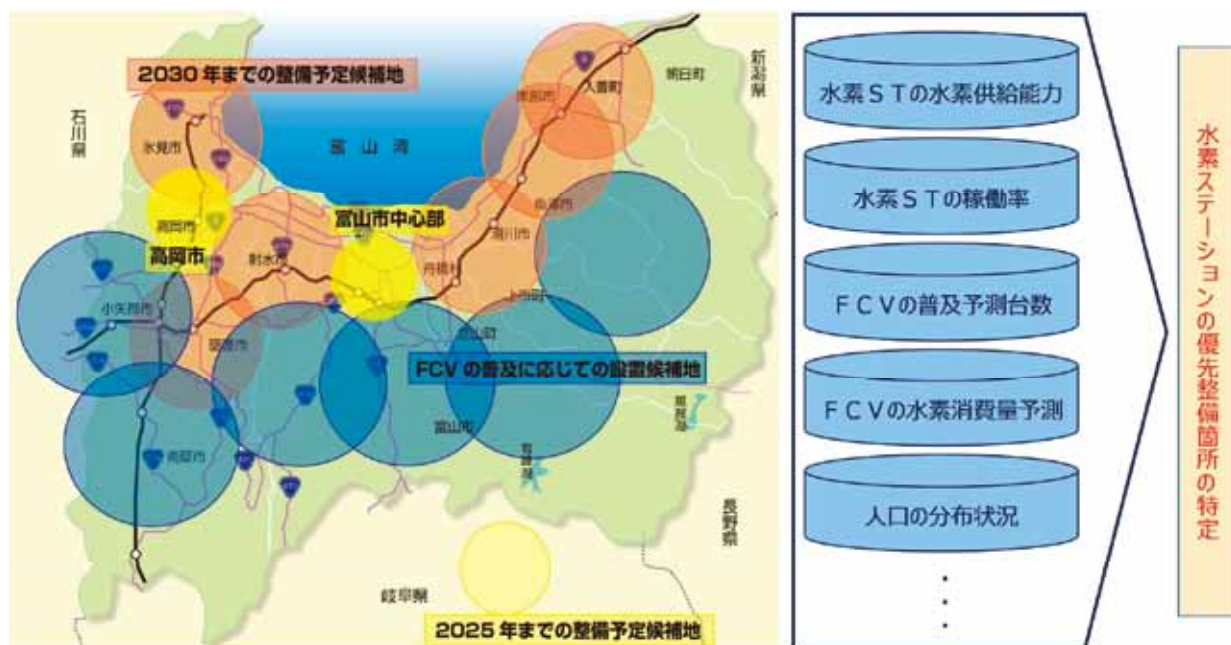 2030年までの整備予定候補地
新潟県
朝日町
入善町
黒部市
石川県
氷見市
富山湾
魚津市
高岡市
高岡市
富山市中心部
滑川市
射水市
舟橋村
上市町
小矢部市
立山町
砺波市
FCVの普及に応じての設置候補地
富山市
黒部湖
有峰湖
南砺市
長野県
岐阜県
2025年までの整備予定候補地
水素STの水素供給能力
水素STの稼働率
FCVの普及予測台数
FCVの水素消費量予測
人口の分布状況
水素ステーションの優先整備箇所の特定